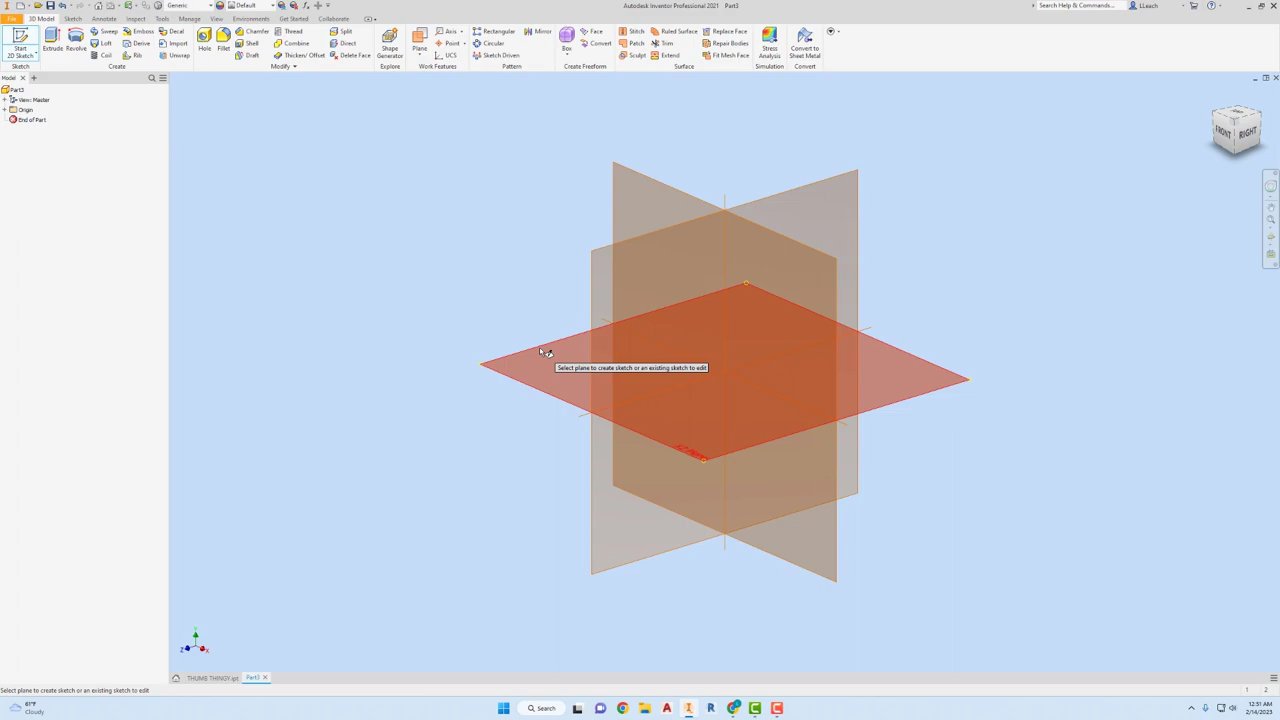 Generic
Default
Autodesk Inventor Professional 2021 Part3
Search Help & Commands...
LLeach
File
3D Model
Sketch
Annotate
Inspect
Tools
Manage
View
Environments
Get Started
Collaborate
Start
2D Sketch
Extrude
Revolve
Sweep
Loft
Coil
Emboss
Derive
Rib
Decal
Import
Unwrap
Hole
Fillet
Chamfer
Shell
Draft
Thread
Combine
Thicken/ Offset
Split
Direct
Delete Face
Shape
Generator
Plane
Axis
Point
UCS
Rectangular
Circular
Sketch Driven
Mirror
Box
Face
Convert
Stitch
Patch
Sculpt
Ruled Surface
Trim
Extend
Replace Face
Repair Bodies
Fit Mesh Face
Stress
Analysis
Convert to
Sheet Metal
Sketch
Create
Modify
Explore
Work Features
Pattern
Create Freeform
Surface
Simulation
Convert
Model
Part3
View: Master
Origin
End of Part
FRONT
RIGHT
Select plane to create sketch or an existing sketch to edit
Y
Z
X
THUMB THINGY.ipt
Part3
Select plane to create sketch or an existing sketch to edit
1
2
61°F
Cloudy
Search
12:51 AM
2/14/2023